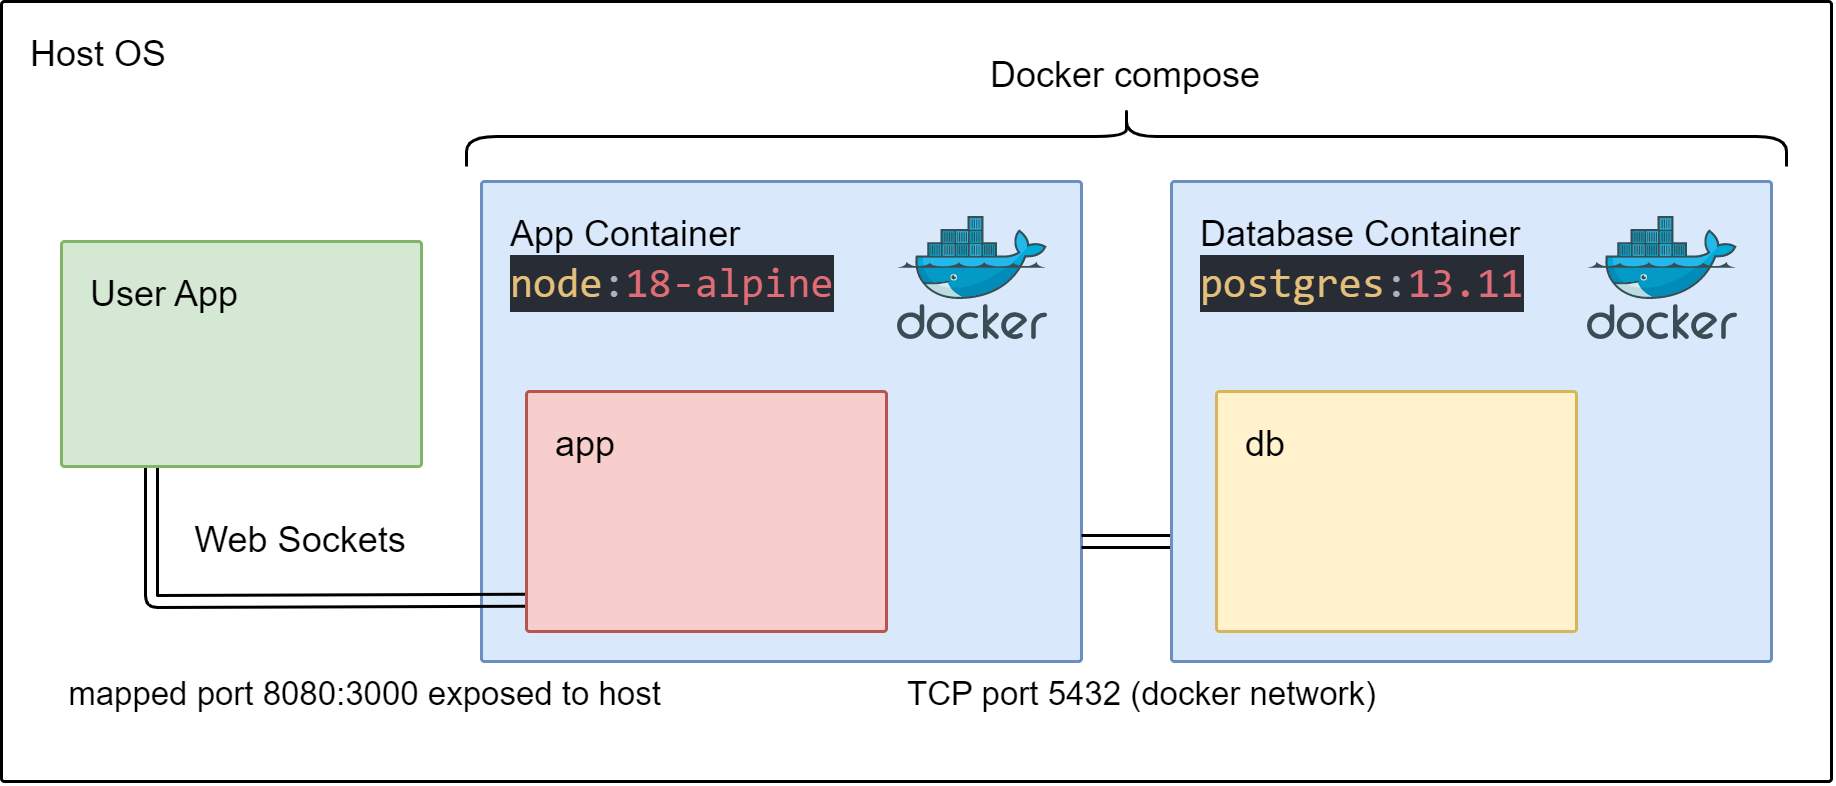 Host OS
Docker compose
User App
App Container
node:18-alpine
docker
app
Database Container
postgres:13.11
docker
db
Web Sockets
mapped port 8080:3000 exposed to host
TCP port 5432 (docker network)